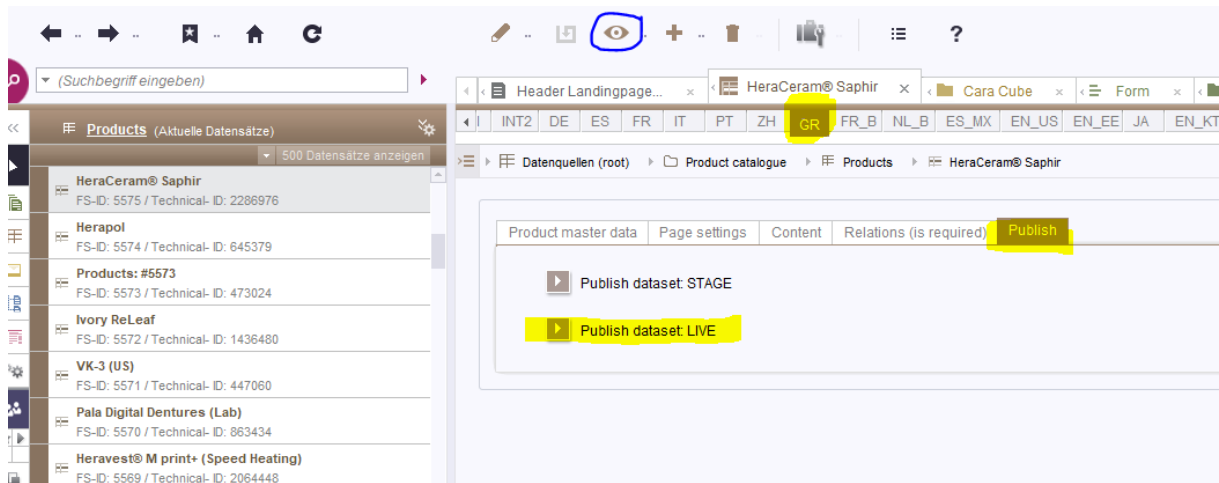 ?
(Suchbegriff eingeben)
Header Landingpage...
HeraCeram® Saphir
Cara Cube
Form
INT2 DE ES FR IT PT ZH GR FR_B NL_B ES_MX EN_US EN_EE JA EN_KT
Products (Aktuelle Datensätze)
500 Datensätze anzeigen
Datenquellen (root) Product catalogue Products HeraCeram® Saphir
HeraCeram® Saphir
FS-ID: 5575 / Technical- ID: 2286976
Herapol
FS-ID: 5574 / Technical- ID: 645379
Products: #5573
FS-ID: 5573 / Technical- ID: 473024
Ivory ReLeaf
FS-ID: 5572 / Technical- ID: 1436480
VK-3 (US)
FS-ID: 5571 / Technical- ID: 447060
Pala Digital Dentures (Lab)
FS-ID: 5570 / Technical- ID: 863434
Heravest® M print+ (Speed Heating)
FS-ID: 5569 / Technical- ID: 2064448
Product master data Page settings Content Relations (is required) Publish
Publish dataset: STAGE
Publish dataset: LIVE